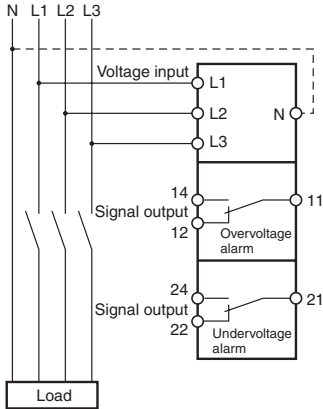 N L1 L2 L3
Voltage input
L1
L2
N
L3
14
11
Signal output
12
Overvoltage
alarm
24
21
Signal output
22
Undervoltage
alarm
Load